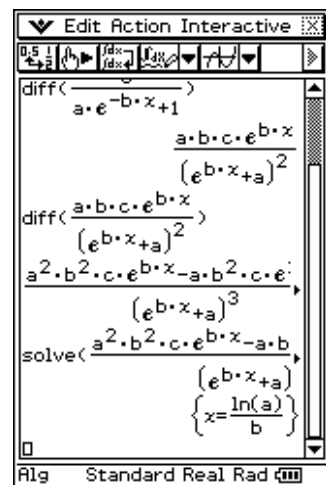 Edit Action Interactive
diff(
a·e^-b·x+1)
a·b·c·e^b·x
(e^b·x+a)^2
diff(a·b·c·e^b·x
(e^b·x+a)^2)
a^2·b^2·c·e^b·x-a·b^2·c·e
(e^b·x+a)^3
solve(a^2·b^2·c·e^b·x-a·b
(e^b·x+a)
{x=ln(a)
b}
Alg Standard Real Rad